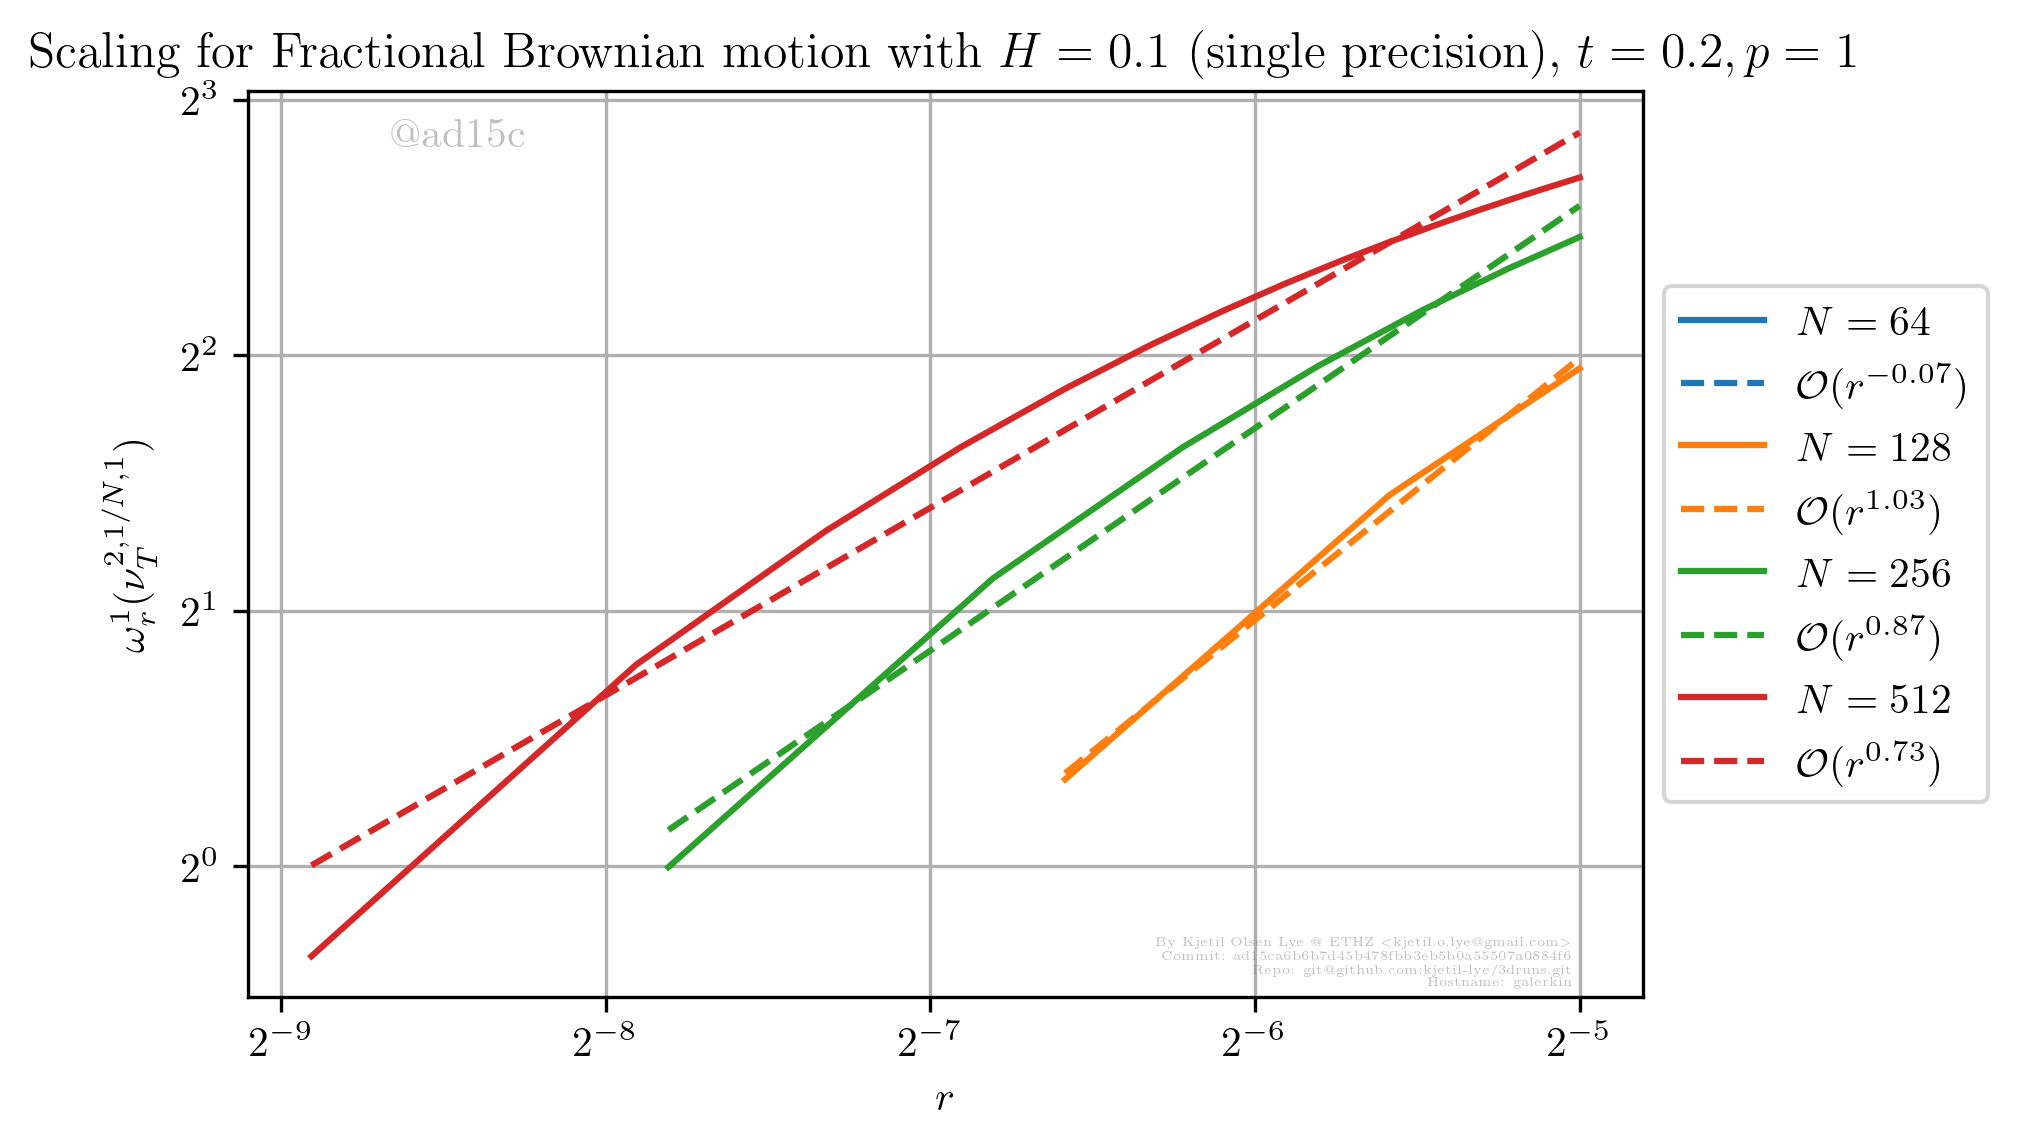 Scaling for Fractional Brownian motion with H = 0.1 (single precision), t = 0.2, p = 1
@ad15c
2^3
2^2
2^1
2^0
ω_r^1(ν_T^{2,1/N,1})
2^{-9}
2^{-8}
2^{-7}
2^{-6}
2^{-5}
r
N = 64
𝒪(r^{-0.07})
N = 128
𝒪(r^{1.03})
N = 256
𝒪(r^{0.87})
N = 512
𝒪(r^{0.73})
By Kjetil Olsen Lye @ ETHZ <kjetil.o.lye@gmail.com>
Commit: ad15ca6b6b7d45b478fbb3eb5b0a55507a0884f6
Repo: git@github.com:kjetil-lye/3druns.git
Hostname: galerkin